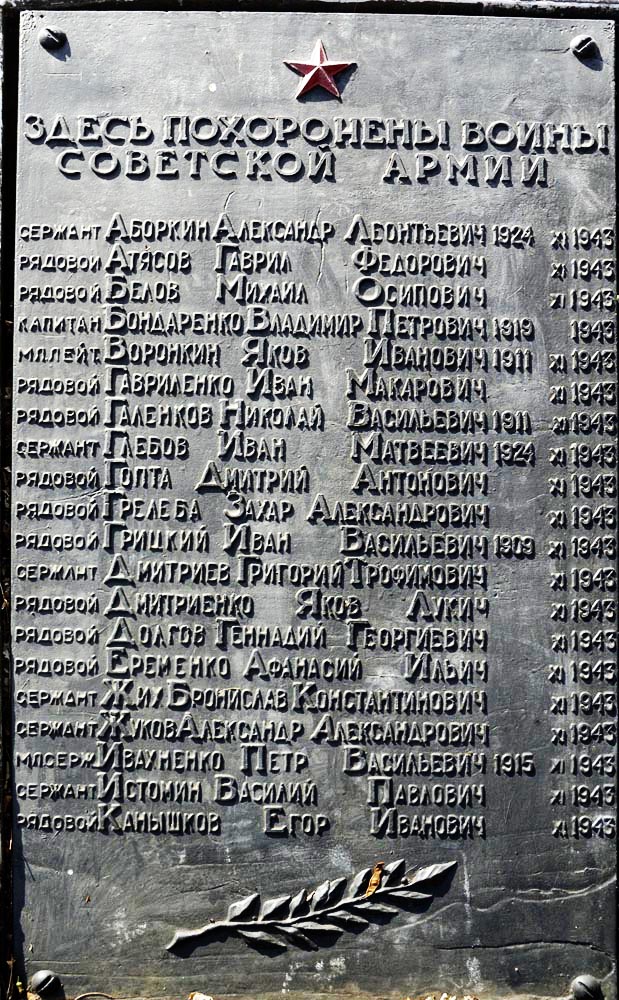 ЗДЕСЬ ПОХОРОНЕНЫ ВОИНЫ
СОВЕТСКОЙ АРМИИ
СЕРЖАНТ АБОРКИН АЛЕКСАНДР ЛЕОНТЬЕВИЧ 1924 XI 1943
РЯДОВОЙ АТЯСОВ ГАВРИЛ ФЕДОРОВИЧ XI 1943
РЯДОВОЙ БЕЛОВ МИХАИЛ ОСИПОВИЧ XI 1943
КАПИТАН БОНДАРЕНКО ВЛАДИМИР ПЕТРОВИЧ 1919 1943
МЛ.ЛЕЙТ ВОРОНКИН ЯКОВ ИВАНОВИЧ 1911 XI 1943
РЯДОВОЙ ГАВРИЛЕНКО ИВАН МАКАРОВИЧ XI 1943
РЯДОВОЙ ГАЛЕНКОВ НИКОЛАЙ ВАСИЛЬЕВИЧ 1911 XI 1943
СЕРЖАНТ ГЛЕБОВ ИВАН МАТВЕЕВИЧ 1924 XI 1943
РЯДОВОЙ ГОПТА ДМИТРИЙ АНТОНОВИЧ XI 1943
РЯДОВОЙ ГРЕЛЕБА ЗАХАР АЛЕКСАНДРОВИЧ XI 1943
РЯДОВОЙ ГРИЦКИЙ ИВАН ВАСИЛЬЕВИЧ 1909 XI 1943
СЕРЖАНТ ДМИТРИЕВ ГРИГОРИЙ ТРОФИМОВИЧ XI 1943
РЯДОВОЙ ДМИТРИЕНКО ЯКОВ ЛУКИЧ XI 1943
РЯДОВОЙ ДОЛГОВ ГЕННАДИЙ ГЕОРГИЕВИЧ XI 1943
РЯДОВОЙ ЕРЕМЕНКО АФАНАСИЙ ИЛЬИЧ XI 1943
СЕРЖАНТ ЖИХ БРОНИСЛАВ КОНСТАНТИНОВИЧ XI 1943
СЕРЖАНТ ЖУКОВ АЛЕКСАНДР АЛЕКСАНДРОВИЧ XI 1943
МЛ.СЕРЖ ИВАХНЕНКО ПЕТР ВАСИЛЬЕВИЧ 1915 XI 1943
СЕРЖАНТ ИСТОМИН ВАСИЛИЙ ПАВЛОВИЧ XI 1943
РЯДОВОЙ КАНЫШКОВ ЕГОР ИВАНОВИЧ XI 1943